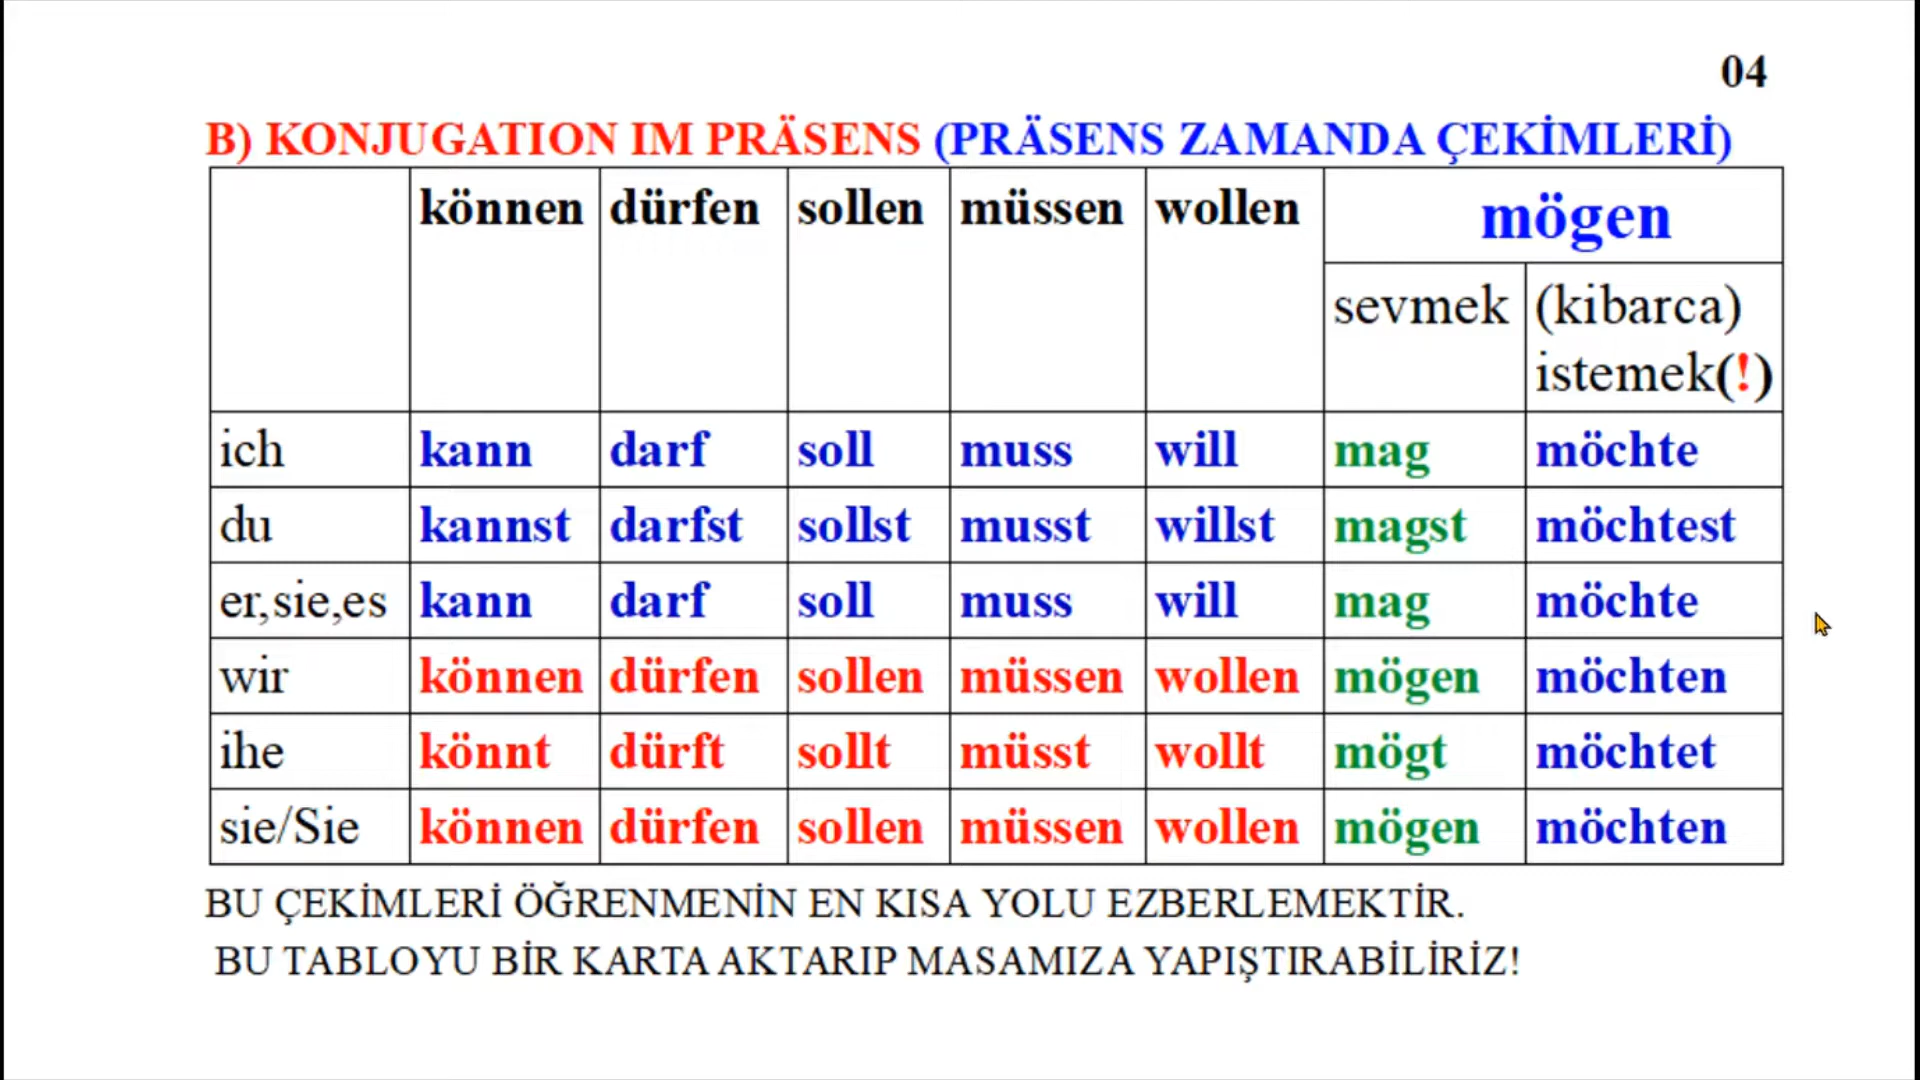 04
B) KONJUGATION IM PRÄSENS (PRÄSENS ZAMANDA ÇEKİMLERİ)
können dürfen sollen müssen wollen mögen
sevmek (kibarca)
istemek(!)
ich kann darf soll muss will mag möchte
du kannst darfst sollst musst willst magst möchtest
er,sie,es kann darf soll muss will mag möchte
wir können dürfen sollen müssen wollen mögen möchten
ihe könnt dürft sollt müsst wollt mögt möchtet
sie/Sie können dürfen sollen müssen wollen mögen möchten
BU ÇEKİMLERİ ÖĞRENMENİN EN KISA YOLU EZBERLEMEKTİR.
BU TABLOYU BİR KARTA AKTARIP MASAMIZA YAPIŞTIRABİLİRİZ!